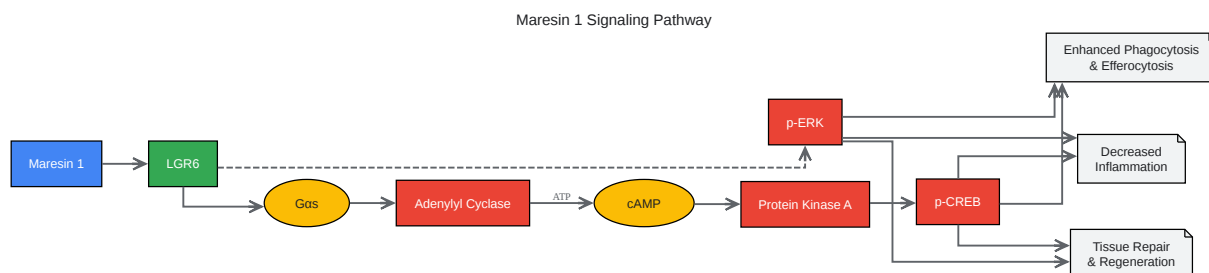 Maresin 1 Signaling Pathway
Enhanced Phagocytosis
& Efferocytosis
p-ERK
Maresin 1
LGR6
Decreased
Inflammation
Gαs
Adenylyl Cyclase
ATP
cAMP
Protein Kinase A
p-CREB
Tissue Repair
& Regeneration